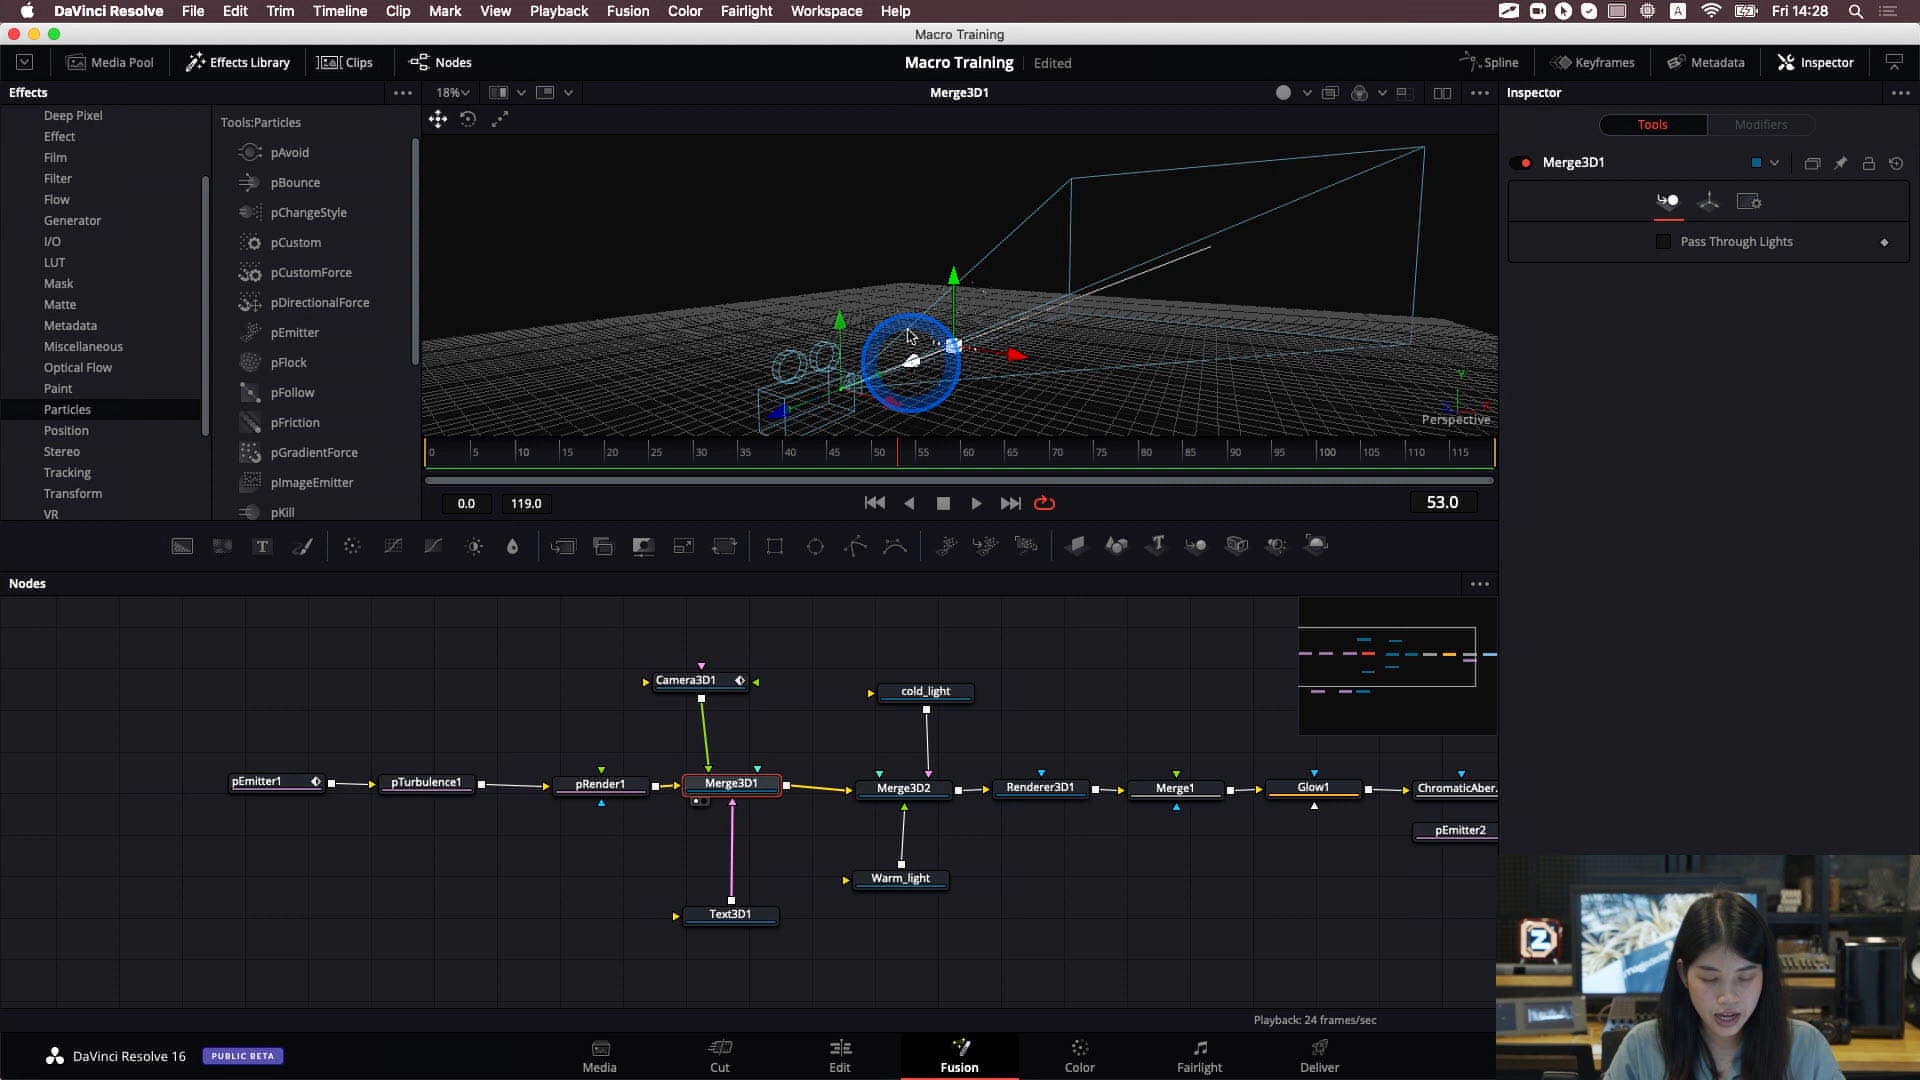 DaVinci Resolve File Edit Trim Timeline Clip Mark View Playback Fusion Color Fairlight Workspace Help A Fri 14:28
Macro Training
Media Pool Effects Library Clips Nodes Macro Training Edited Spline Keyframes Metadata Inspector
Effects 18% Merge3D1 Inspector
Deep Pixel
Effect
Film
Filter
Flow
Generator
I/O
LUT
Mask
Matte
Metadata
Miscellaneous
Optical Flow
Paint
Particles
Position
Stereo
Tracking
Transform
VR
Tools:Particles
pAvoid
pBounce
pChangeStyle
pCustom
pCustomForce
pDirectionalForce
pEmitter
pFlock
pFollow
pFriction
pGradientForce
pImageEmitter
pKill
Y
Perspective
0 5 10 15 20 25 30 35 40 45 50 55 60 65 70 75 80 85 90 95 100 105 110 115
0.0 119.0 53.0
Tools Modifiers
Merge3D1
Pass Through Lights
T
Nodes
Camera3D1 cold_light
pEmitter1 pTurbulence1 pRender1 Merge3D1 Merge3D2 Renderer3D1 Merge1 Glow1 ChromaticAber.
pEmitter2
Warm_light
Text3D1
Playback: 24 frames/sec
DaVinci Resolve 16 PUBLIC BETA
Media Cut Edit Fusion Color Fairlight Deliver
Z